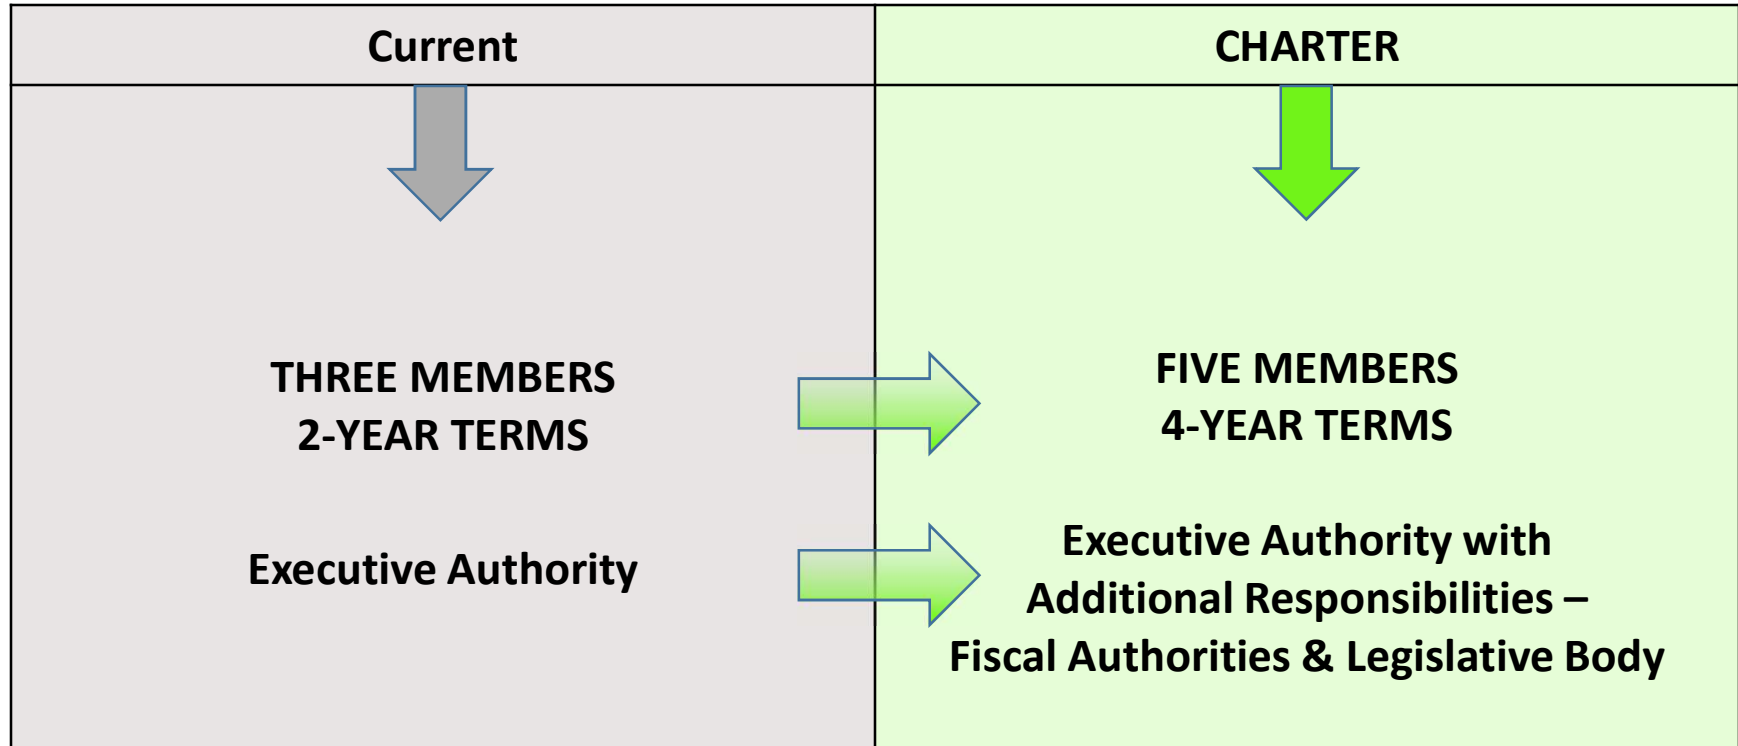 Current
CHARTER
THREE MEMBERS
2-YEAR TERMS
FIVE MEMBERS
4-YEAR TERMS
Executive Authority
Executive Authority with
Additional Responsibilities –
Fiscal Authorities & Legislative Body